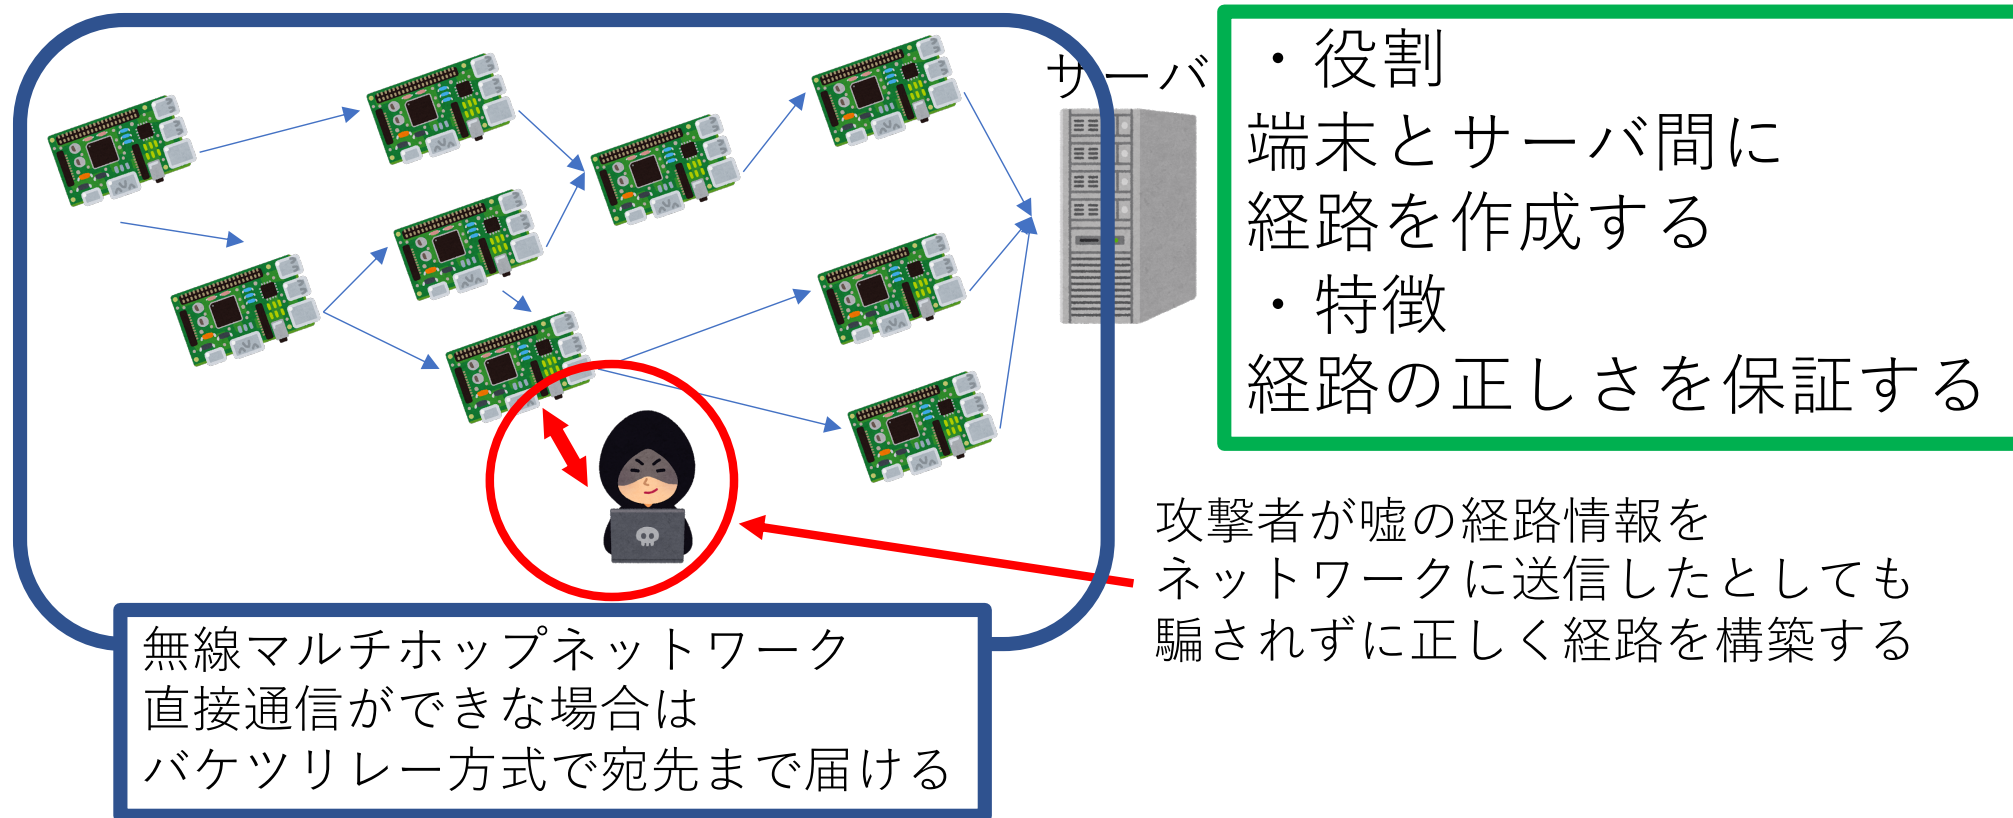 サーバ
・役割
端末とサーバ間に
経路を作成する
・特徴
経路の正しさを保証する
攻撃者が嘘の経路情報を
ネットワークに送信したとしても
騙されずに正しく経路を構築する
無線マルチホップネットワーク
直接通信ができな場合は
バケツリレー方式で宛先まで届ける